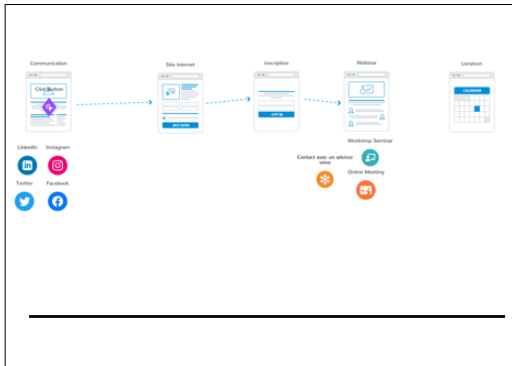 Communication
Site internet
Inscription
Webinar
Livraison
Click Button
BUY NOW
OPT IN
CALENDAR
Workshop Seminar
LinkedIn
Instagram
Contact avec un advisor
wine
Online Meeting
Twitter
Facebook